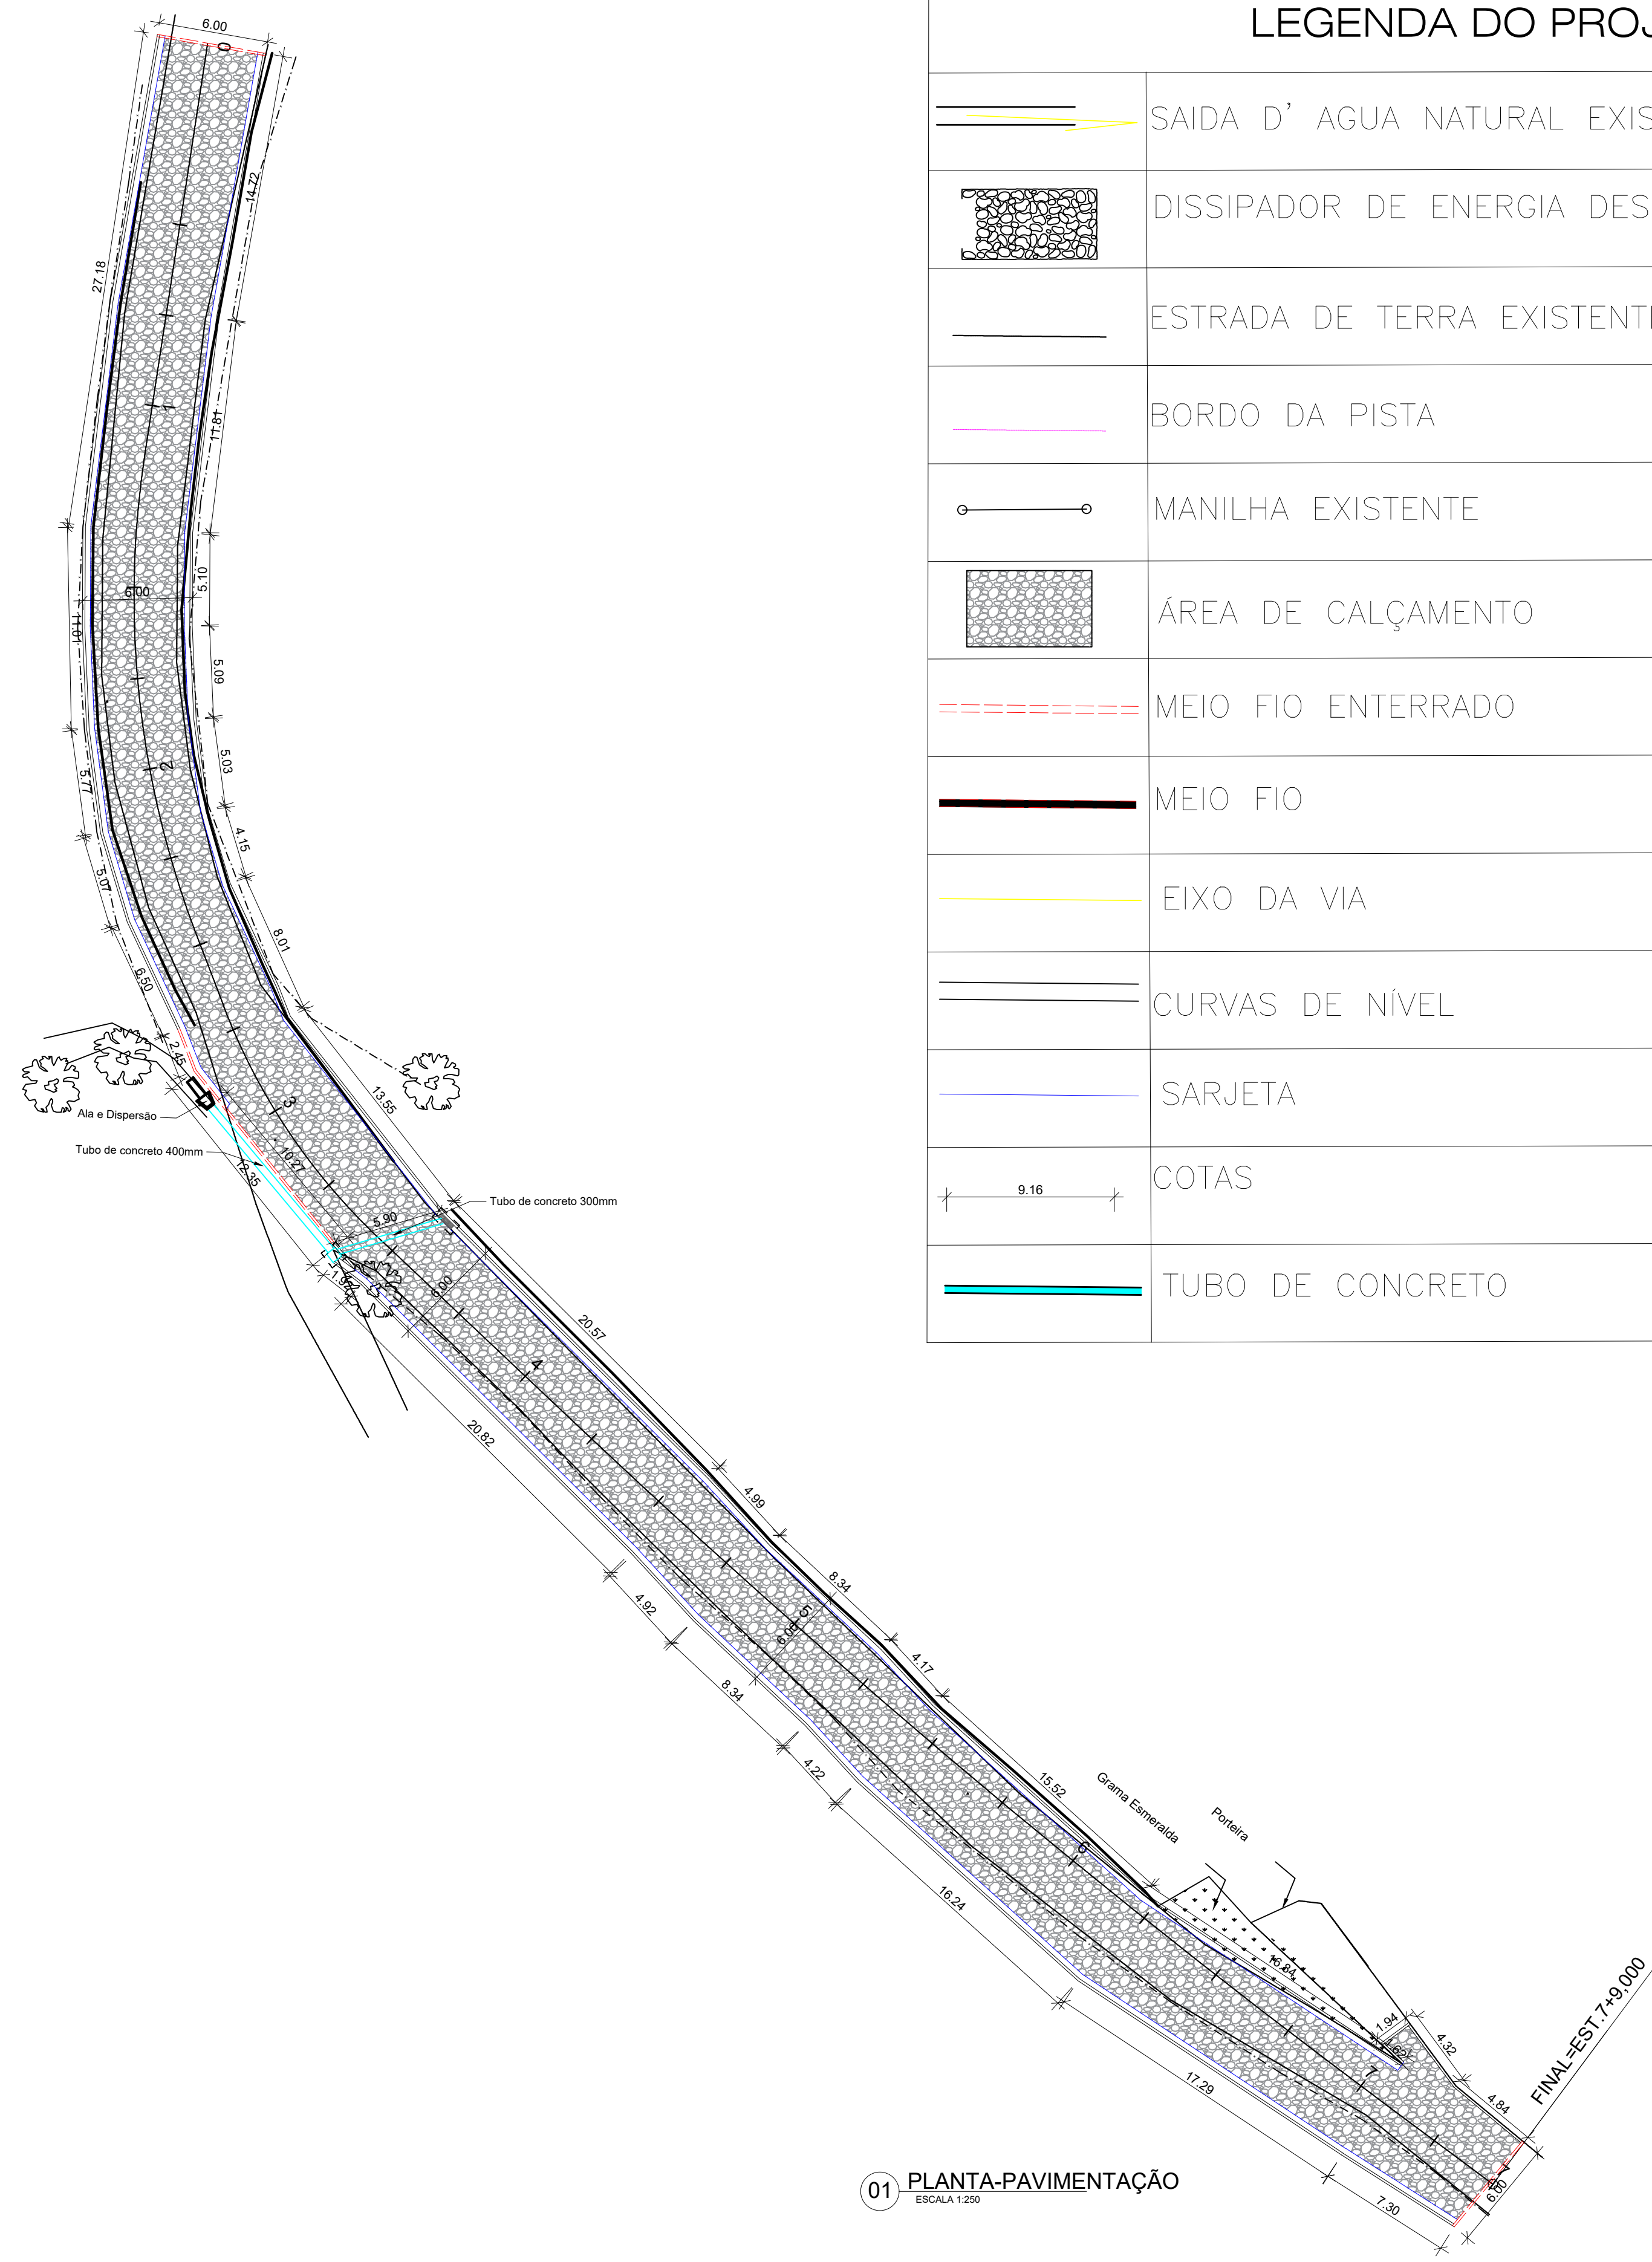 LEGENDA DO PROJ
SAIDA D' AGUA NATURAL EXIS
DISSIPADOR DE ENERGIA DES
ESTRADA DE TERRA EXISTENT
BORDO DA PISTA
MANILHA EXISTENTE
ÁREA DE CALÇAMENTO
MEIO FIO ENTERRADO
MEIO FIO
EIXO DA VIA
CURVAS DE NÍVEL
SARJETA
9.16
COTAS
TUBO DE CONCRETO
6.00
0
14.72
27.18
1
11.81
6.00
5.10
11.01
5.09
5.03
2
5.77
4.15
5.07
8.01
6.50
2.45
Ala e Dispersão
3
13.55
Tubo de concreto 400mm
10.27
12.35
Tubo de concreto 300mm
5.90
6.00
20.57
4
20.82
4.99
4.92
8.34
5
6.00
4.17
8.34
4.22
15.52
Grama Esmeralda
Porteira
6
16.24
16.84
1.94
1.62
4.32
7
17.29
4.84
FINAL=EST.7+9,000
6.00
7.30
01 PLANTA-PAVIMENTAÇÃO
ESCALA 1:250